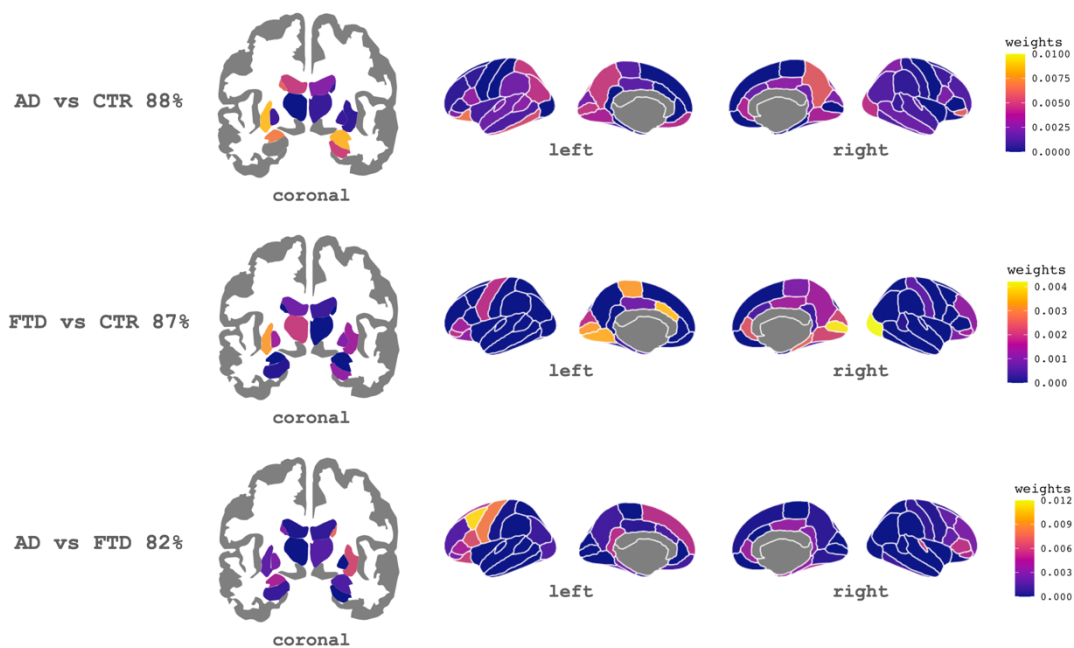 weights
0.0100
0.0075
AD vs CTR 88%
0.0050
0.0025
0.0000
left
right
coronal
weights
0.004
0.003
FTD vs CTR 87%
0.002
0.001
0.000
left
right
coronal
weights
0.012
0.009
AD vs FTD 82%
0.006
0.003
0.000
left
right
coronal